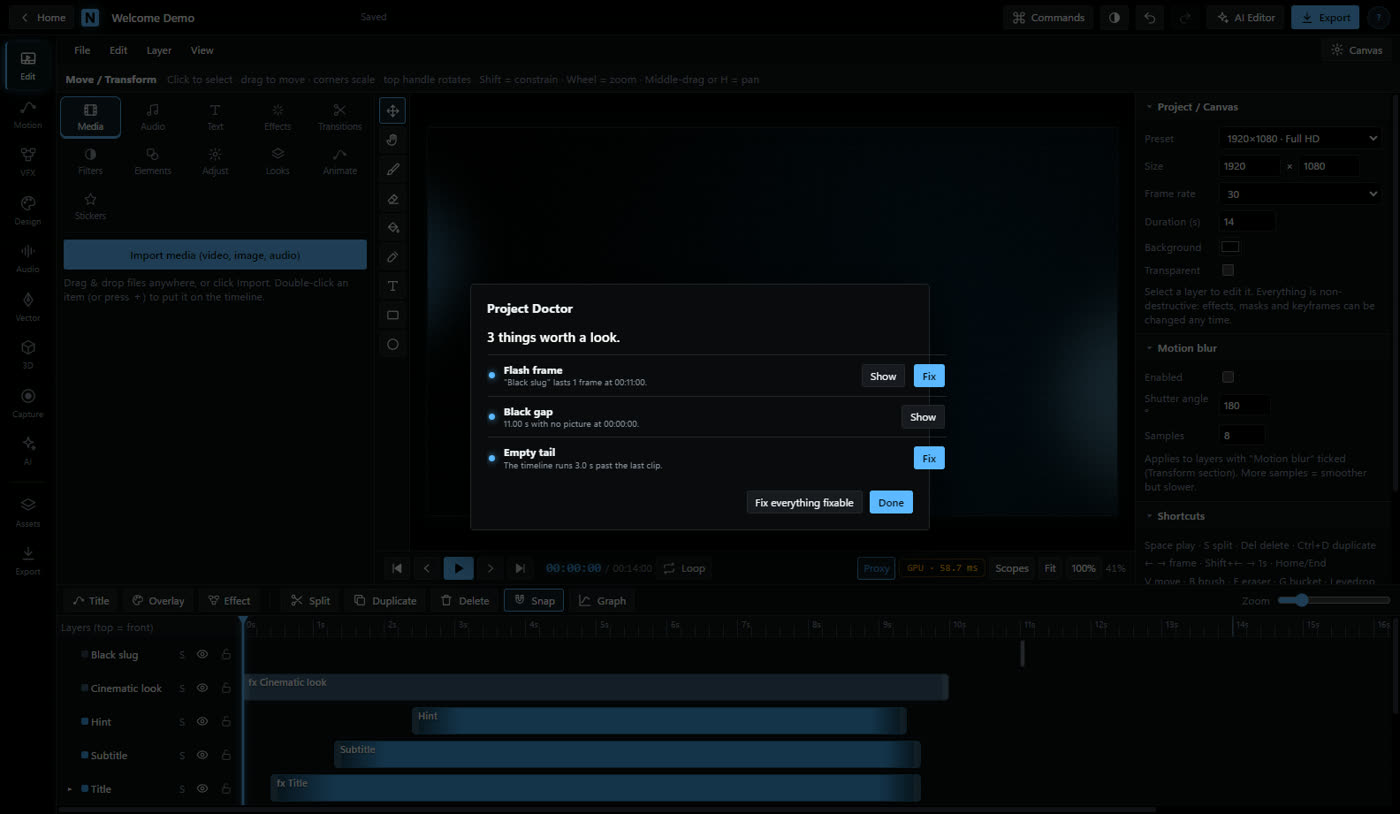 Home
N
Welcome Demo
Saved
Commands
AI Editor
Export
?
File
Edit
Layer
View
Canvas
Move / Transform
Click to select · drag to move · corners scale · top handle rotates · Shift = constrain · Wheel = zoom · Middle-drag or H = pan
Edit
Motion
VFX
Design
Audio
Vector
3D
Capture
AI
Assets
Export
Media
Audio
Text
Effects
Transitions
Filters
Elements
Adjust
Looks
Animate
Stickers
Import media (video, image, audio)
Drag & drop files anywhere, or click Import. Double-click an
item (or press +) to put it on the timeline.
Project Doctor
3 things worth a look.
Flash frame
"Black slug" lasts 1 frame at 00:11:00.
Show
Fix
Black gap
11.00 s with no picture at 00:00:00.
Show
Empty tail
The timeline runs 3.0 s past the last clip.
Fix
Fix everything fixable
Done
Project / Canvas
Preset
1920×1080 · Full HD
Size
1920
×
1080
Frame rate
30
Duration (s)
14
Background
Transparent
Select a layer to edit it. Everything is non-
destructive: effects, masks and keyframes can be
changed any time.
Motion blur
Enabled
Shutter angle
°
180
Samples
8
Applies to layers with "Motion blur" ticked
(Transform section). More samples = smoother
but slower.
Shortcuts
Space play · S split · Del delete · Ctrl+D duplicate
← → frame · Shift+← → 1s · Home/End
V move · B brush · E eraser · G bucket · I eyedrop
00:00:00 / 00:14:00
Loop
Proxy
GPU · 58.7 ms
Scopes
Fit
100%
41%
Title
Overlay
Effect
Split
Duplicate
Delete
Snap
Graph
Zoom
Layers (top = front)
0s
1s
2s
3s
4s
5s
6s
7s
8s
9s
10s
11s
12s
13s
14s
15s
16s
Black slug
S
Cinematic look
S
fx Cinematic look
Hint
S
Hint
Subtitle
S
Subtitle
Title
S
fx Title